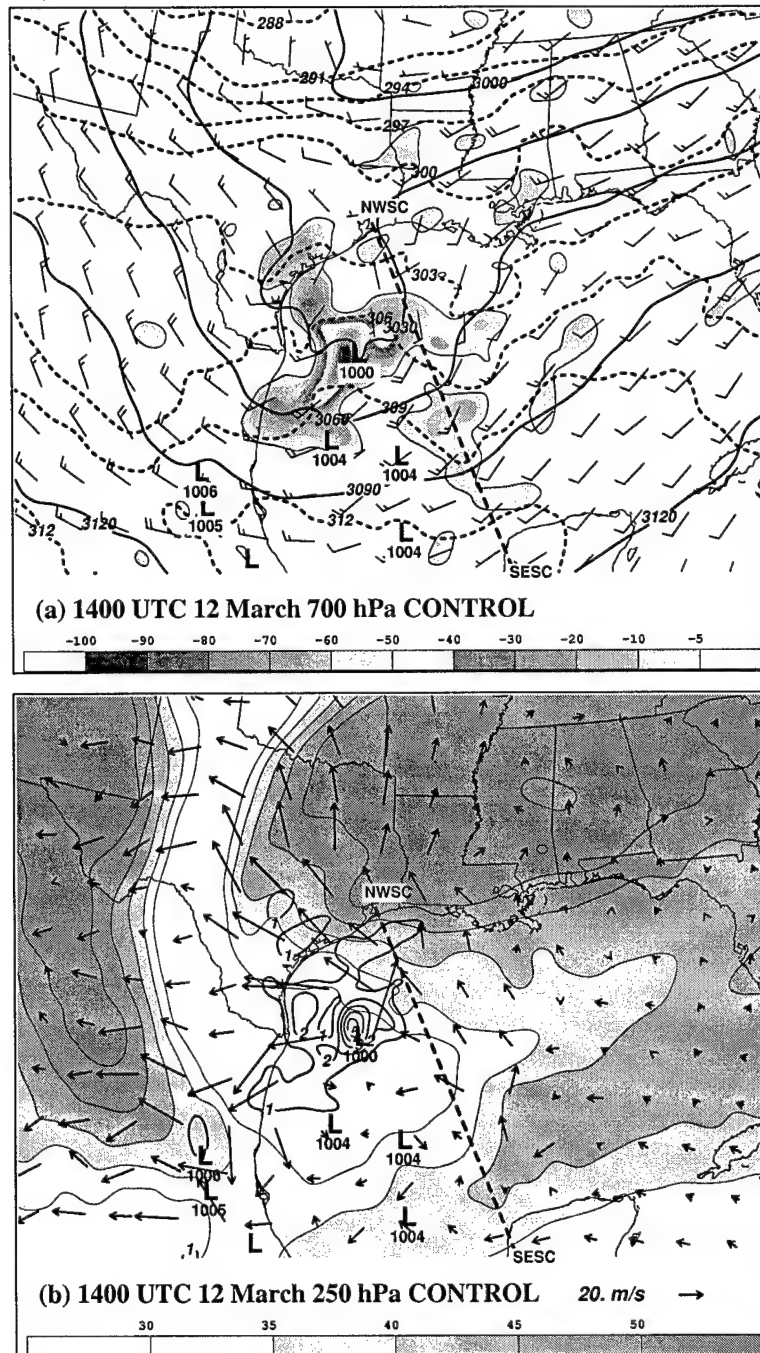 288
291
294
3000
297
300
NWSC
303
306
3030
L
1000
3060
309
L
1004
L
1004
L
1006
3090
L
1005
312
3120
312
3120
L
1004
L
SESC
(a) 1400 UTC 12 March 700 hPa CONTROL
-100 -90 -80 -70 -60 -50 -40 -30 -20 -10 -5
NWSC
1
1
2
1
2
L
1000
2
1
L
1004
L
1004
L
1006
L
1005
L
1004
L
1
SESC
(b) 1400 UTC 12 March 250 hPa CONTROL 20. m/s
30 35 40 45 50